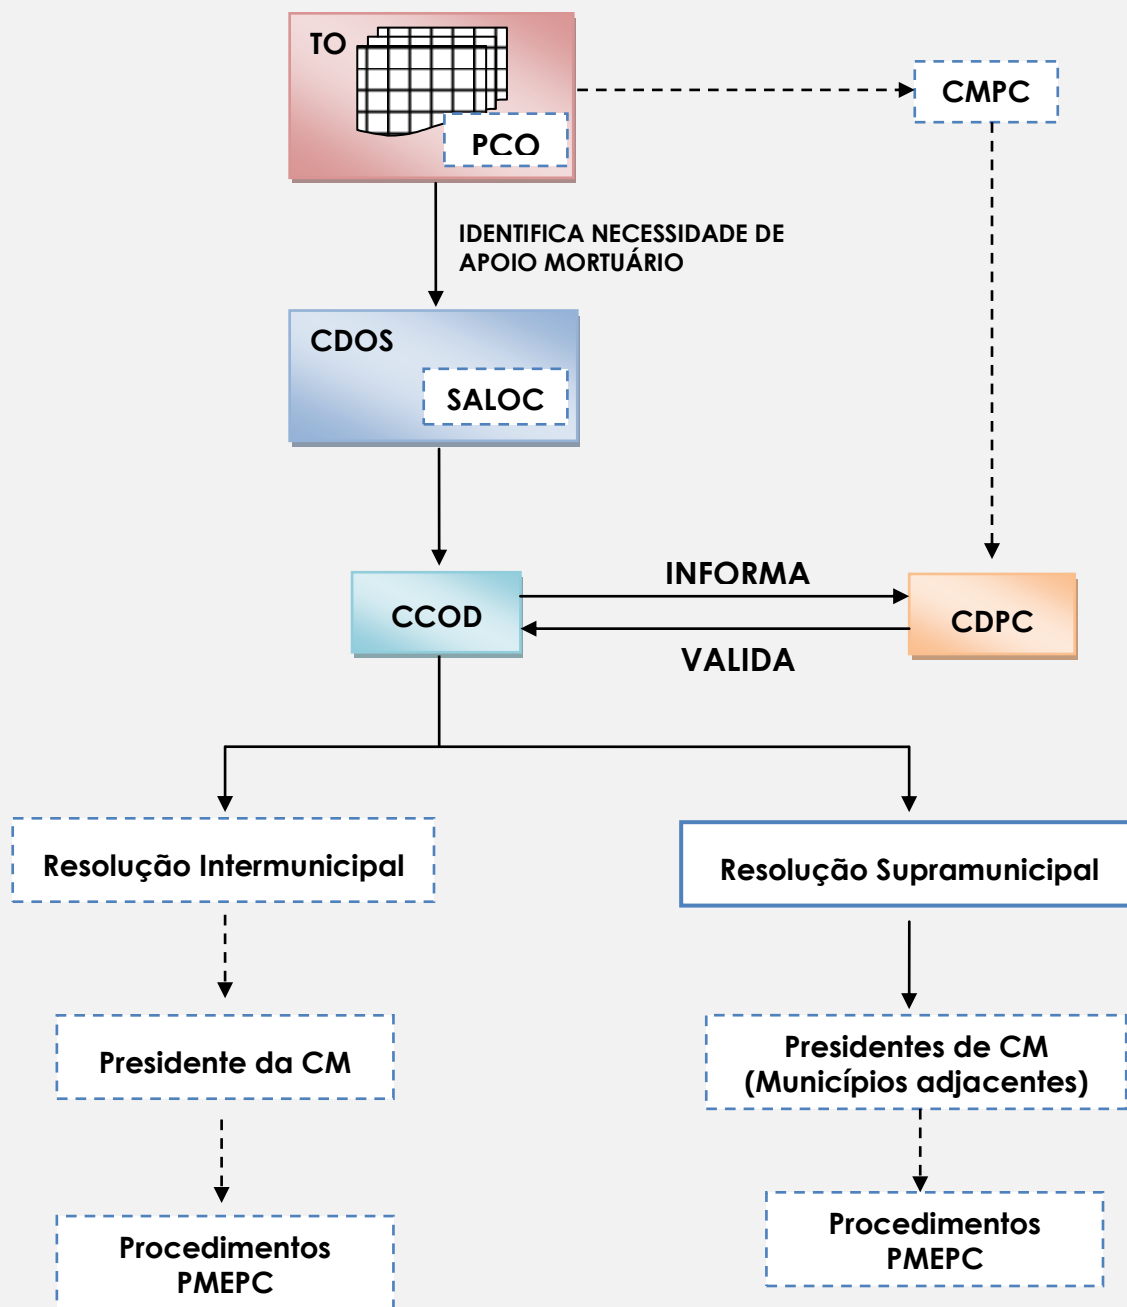 TO
PCO
CMPC
IDENTIFICA NECESSIDADE DE
APOIO MORTUÁRIO
CDOS
SALOC
INFORMA
CCOD
CDPC
VALIDA
Resolução Intermunicipal
Resolução Supramunicipal
Presidente da CM
Presidentes de CM
(Municípios adjacentes)
Procedimentos
PMEPC
Procedimentos
PMEPC